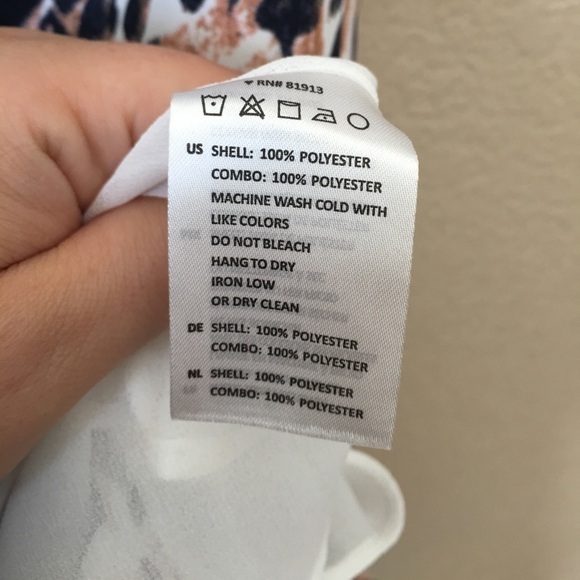 RN# 81913
US SHELL: 100% POLYESTER
COMBO: 100% POLYESTER
MACHINE WASH COLD WITH
LIKE COLORS
DO NOT BLEACH
HANG TO DRY
IRON LOW
OR DRY CLEAN
DE SHELL: 100% POLYESTER
COMBO: 100% POLYESTER
NL SHELL: 100% POLYESTER
COMBO: 100% POLYESTER